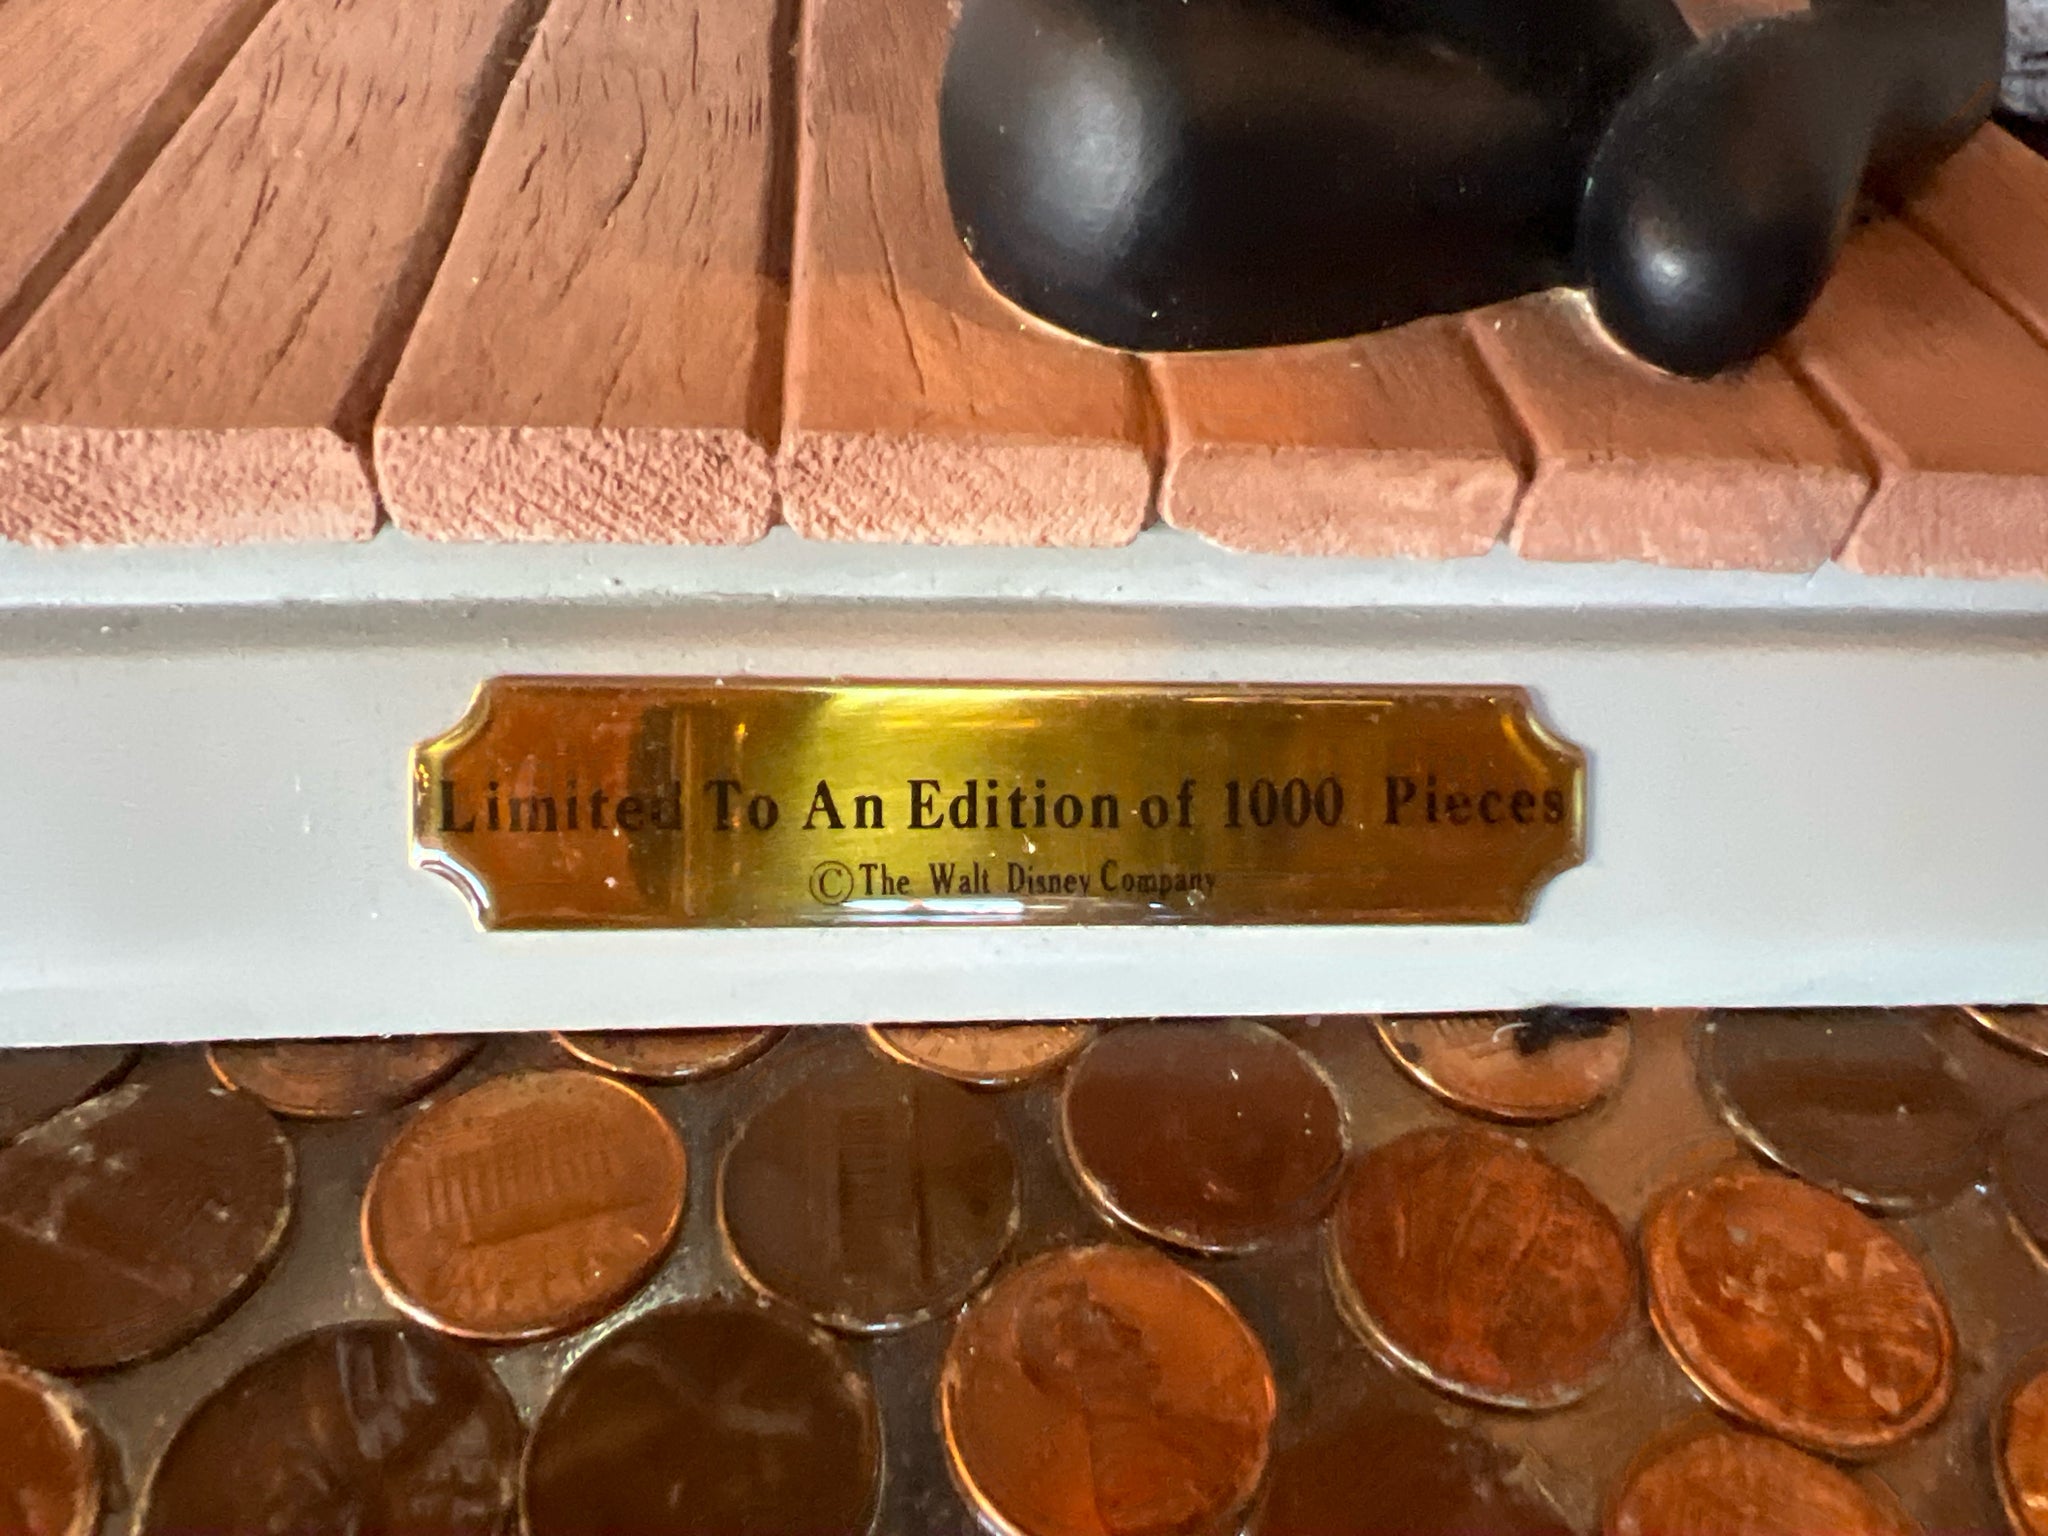 Limited To An Edition of 1000 Pieces
©The Walt Disney Company